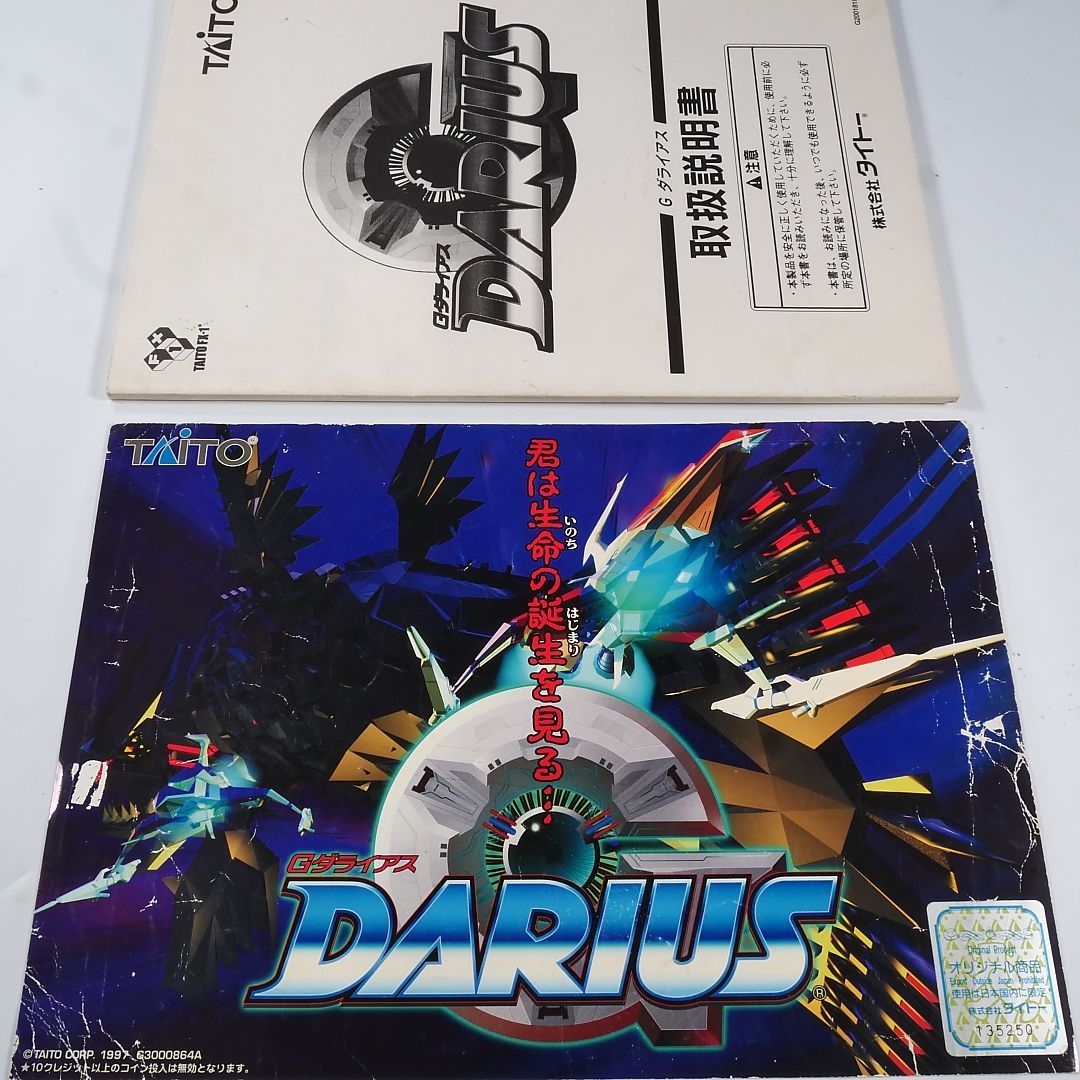 TAITO
G ダライアス
DARIUS
TAITO FX-1
G ダライアス
取扱説明書
⚠注意
・本製品を安全に正しく使用していただくために、使用前に必
ず本書をお読みいただき、十分に理解して下さい。
・本書は、お読みになった後、いつでも使用できるように必ず
所定の場所に保管して下さい。
株式会社 タイトー®
TAITO®
君は生命の誕生を見る…
いのち
はじまり
Gダライアス
DARIUS®
Original Product
オリジナル商品
Export Outside Japan Prohibited
使用は日本国内に限定
株式会社 タイトー
135250
©TAITO CORP. 1997 G3000864A
★10クレジット以上のコイン投入は無効となります。